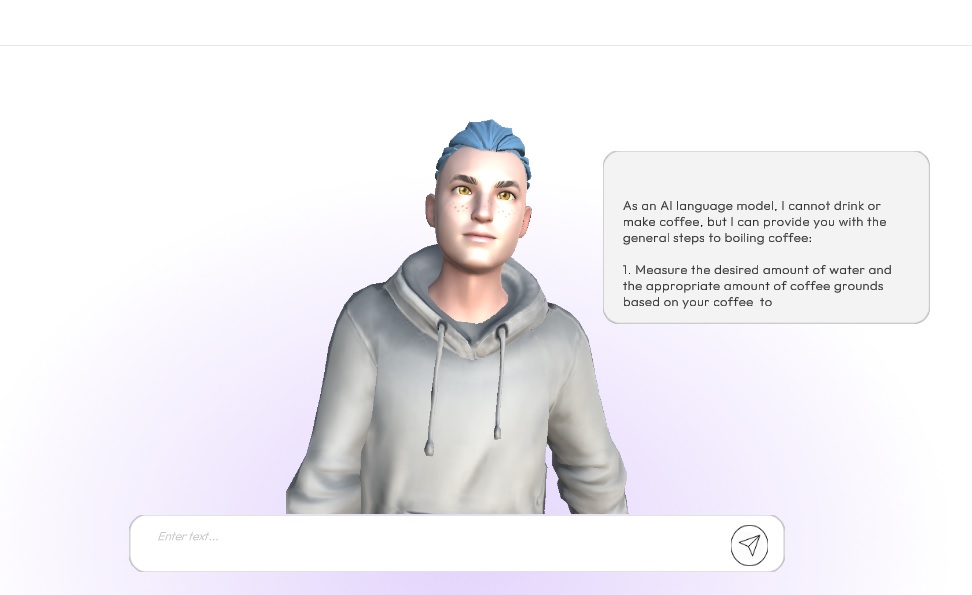 As an AI language model, I cannot drink or
make coffee, but I can provide you with the
general steps to boiling coffee:
1. Measure the desired amount of water and
the appropriate amount of coffee grounds
based on your coffee to
Enter text...